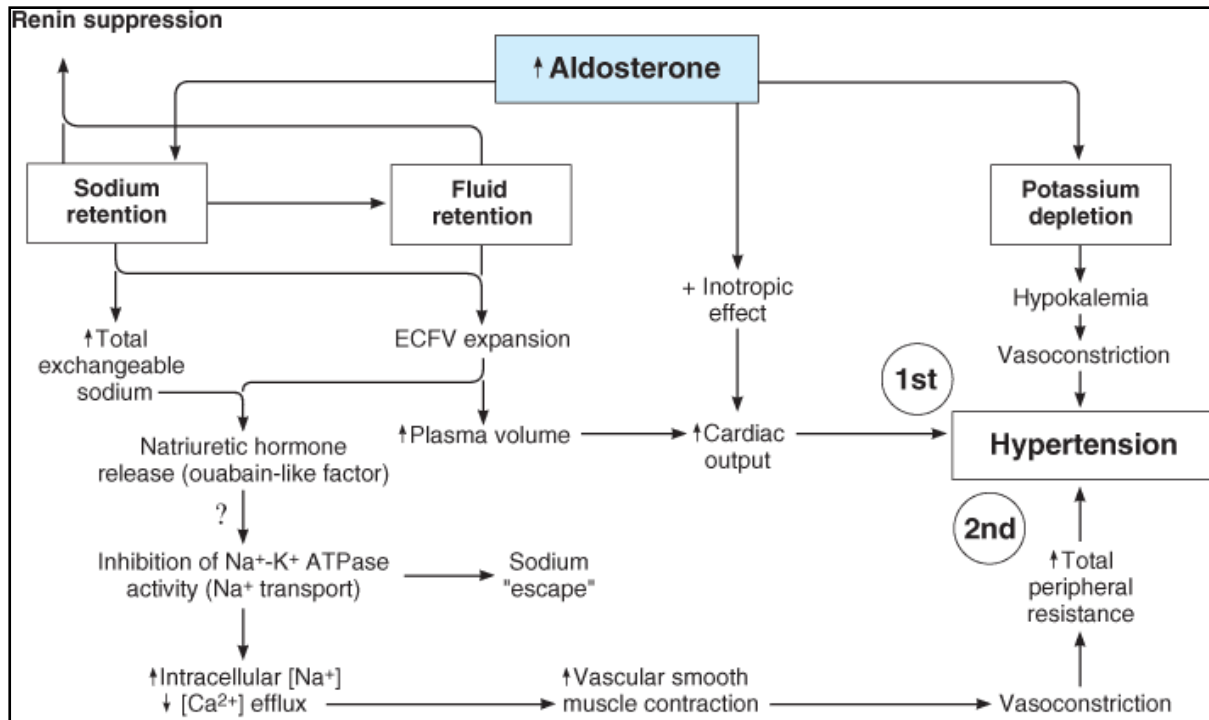 Renin suppression
↑Aldosterone
Sodium
retention
Fluid
retention
Potassium
depletion
+ Inotropic
effect
Hypokalemia
↑Total
exchangeable
sodium
ECFV expansion
Vasoconstriction
1st
Natriuretic hormone
release (ouabain-like factor)
↑Plasma volume
↑Cardiac
output
Hypertension
?
2nd
Inhibition of Na⁺-K⁺ ATPase
activity (Na⁺ transport)
Sodium
"escape"
↑Total
peripheral
resistance
↑Intracellular [Na⁺]
↓ [Ca²⁺] efflux
↑Vascular smooth
muscle contraction
Vasoconstriction